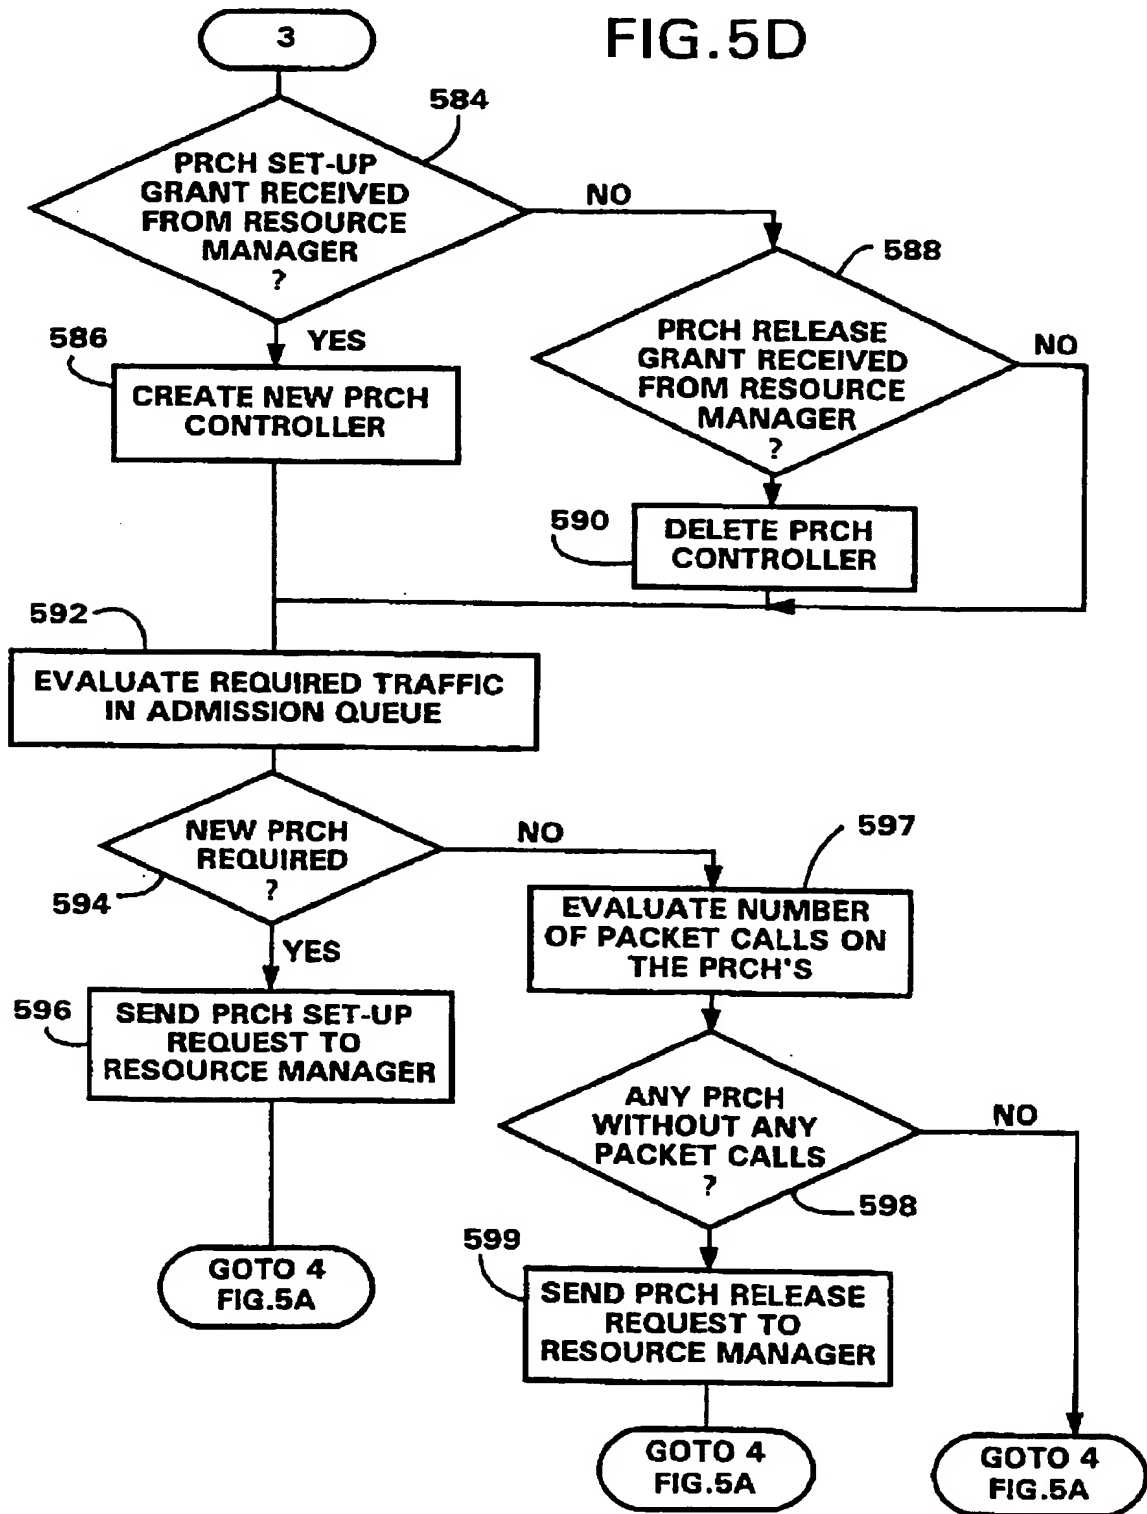 3
FIG.5D
584
PRCH SET-UP
GRANT RECEIVED
FROM RESOURCE
MANAGER
?
NO
588
586
YES
PRCH RELEASE
GRANT RECEIVED
FROM RESOURCE
MANAGER
?
NO
CREATE NEW PRCH
CONTROLLER
590
DELETE PRCH
CONTROLLER
592
EVALUATE REQUIRED TRAFFIC
IN ADMISSION QUEUE
NEW PRCH
REQUIRED
?
594
NO
597
YES
EVALUATE NUMBER
OF PACKET CALLS ON
THE PRCH'S
596
SEND PRCH SET-UP
REQUEST TO
RESOURCE MANAGER
ANY PRCH
WITHOUT ANY
PACKET CALLS
?
NO
598
GOTO 4
FIG.5A
599
SEND PRCH RELEASE
REQUEST TO
RESOURCE MANAGER
GOTO 4
FIG.5A
GOTO 4
FIG.5A